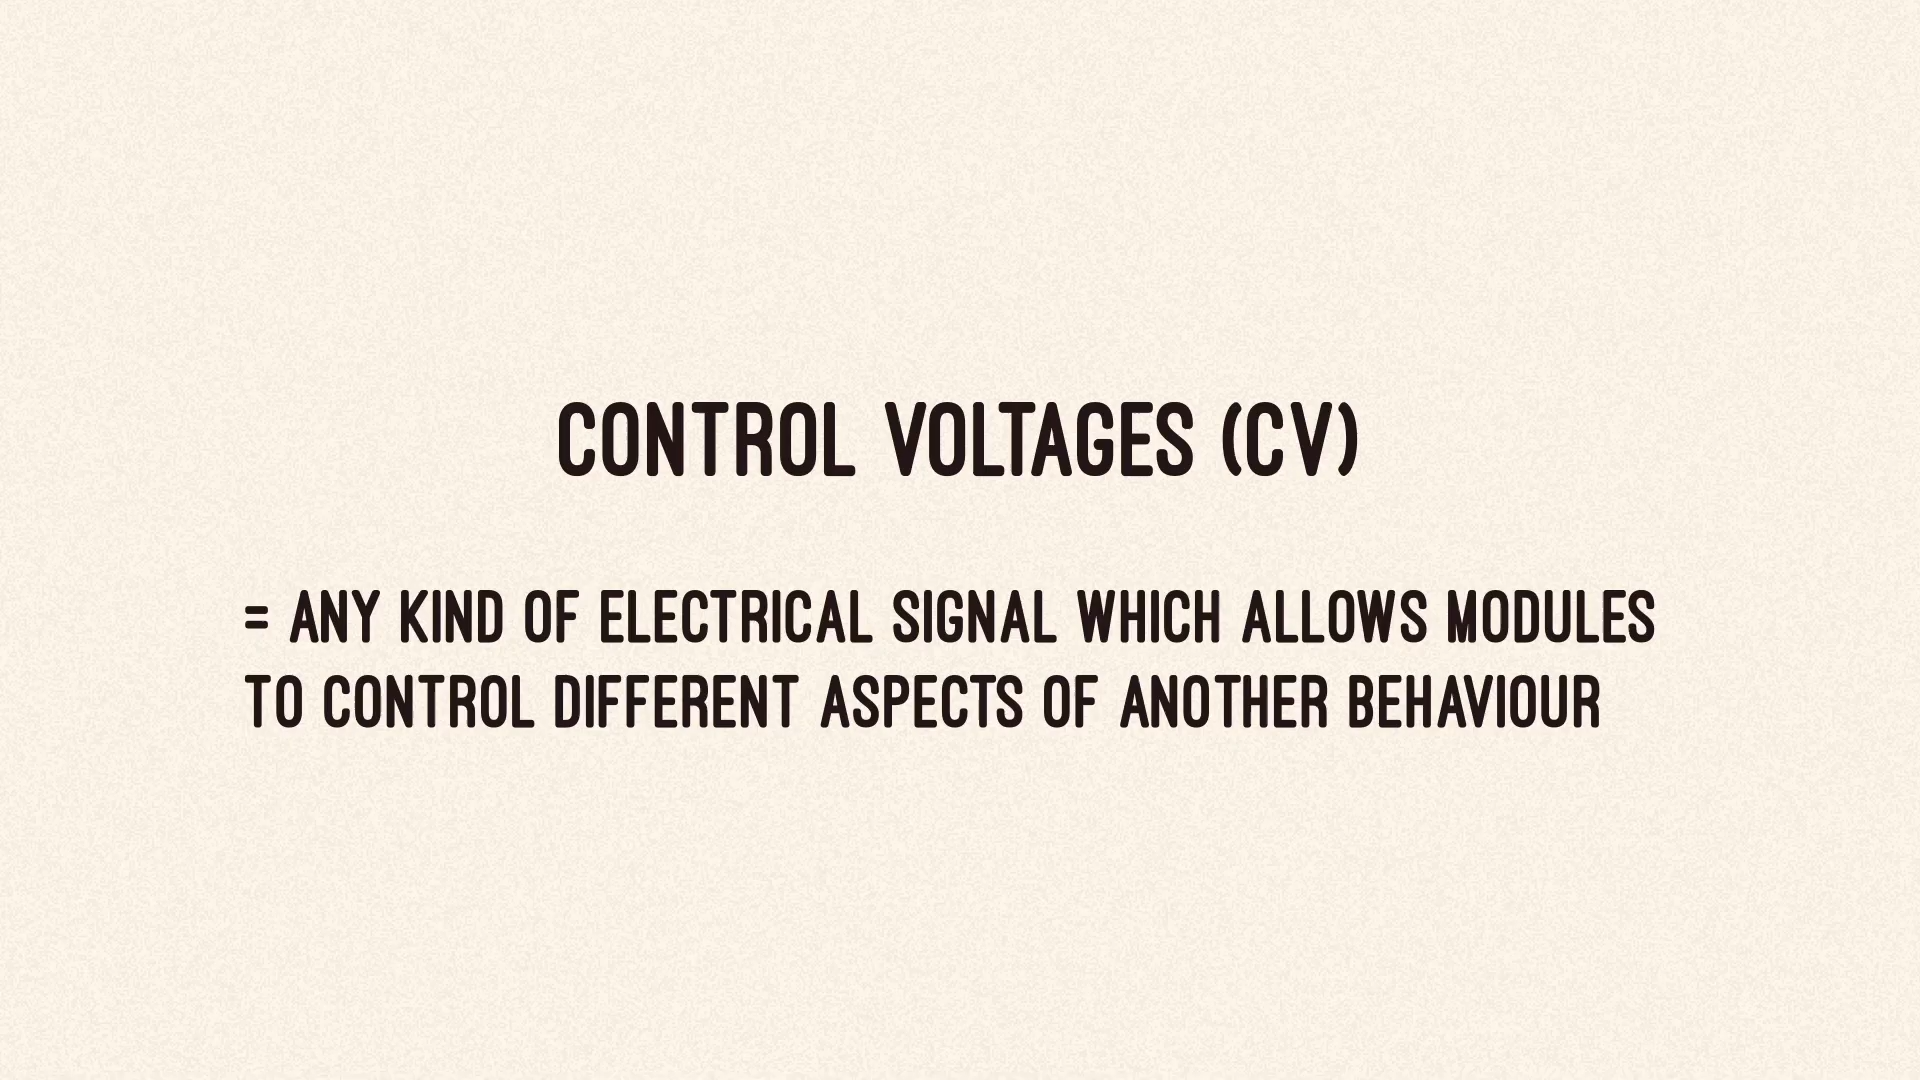 CONTROL VOLTAGES (CV)
= ANY KIND OF ELECTRICAL SIGNAL WHICH ALLOWS MODULES
TO CONTROL DIFFERENT ASPECTS OF ANOTHER BEHAVIOUR